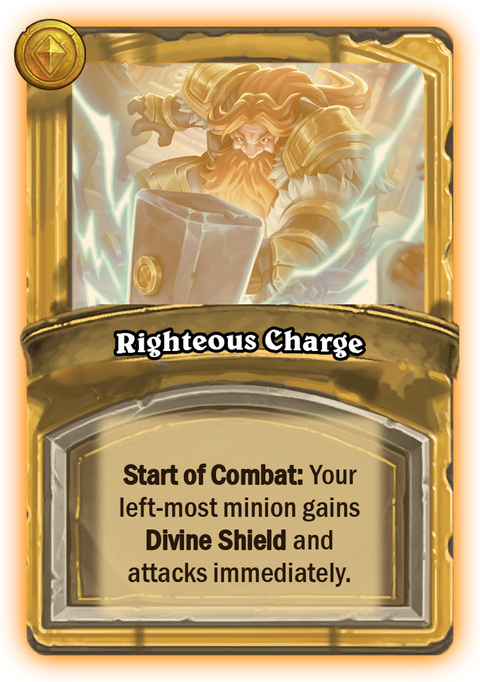 Righteous Charge
Start of Combat: Your
left-most minion gains
Divine Shield and
attacks immediately.